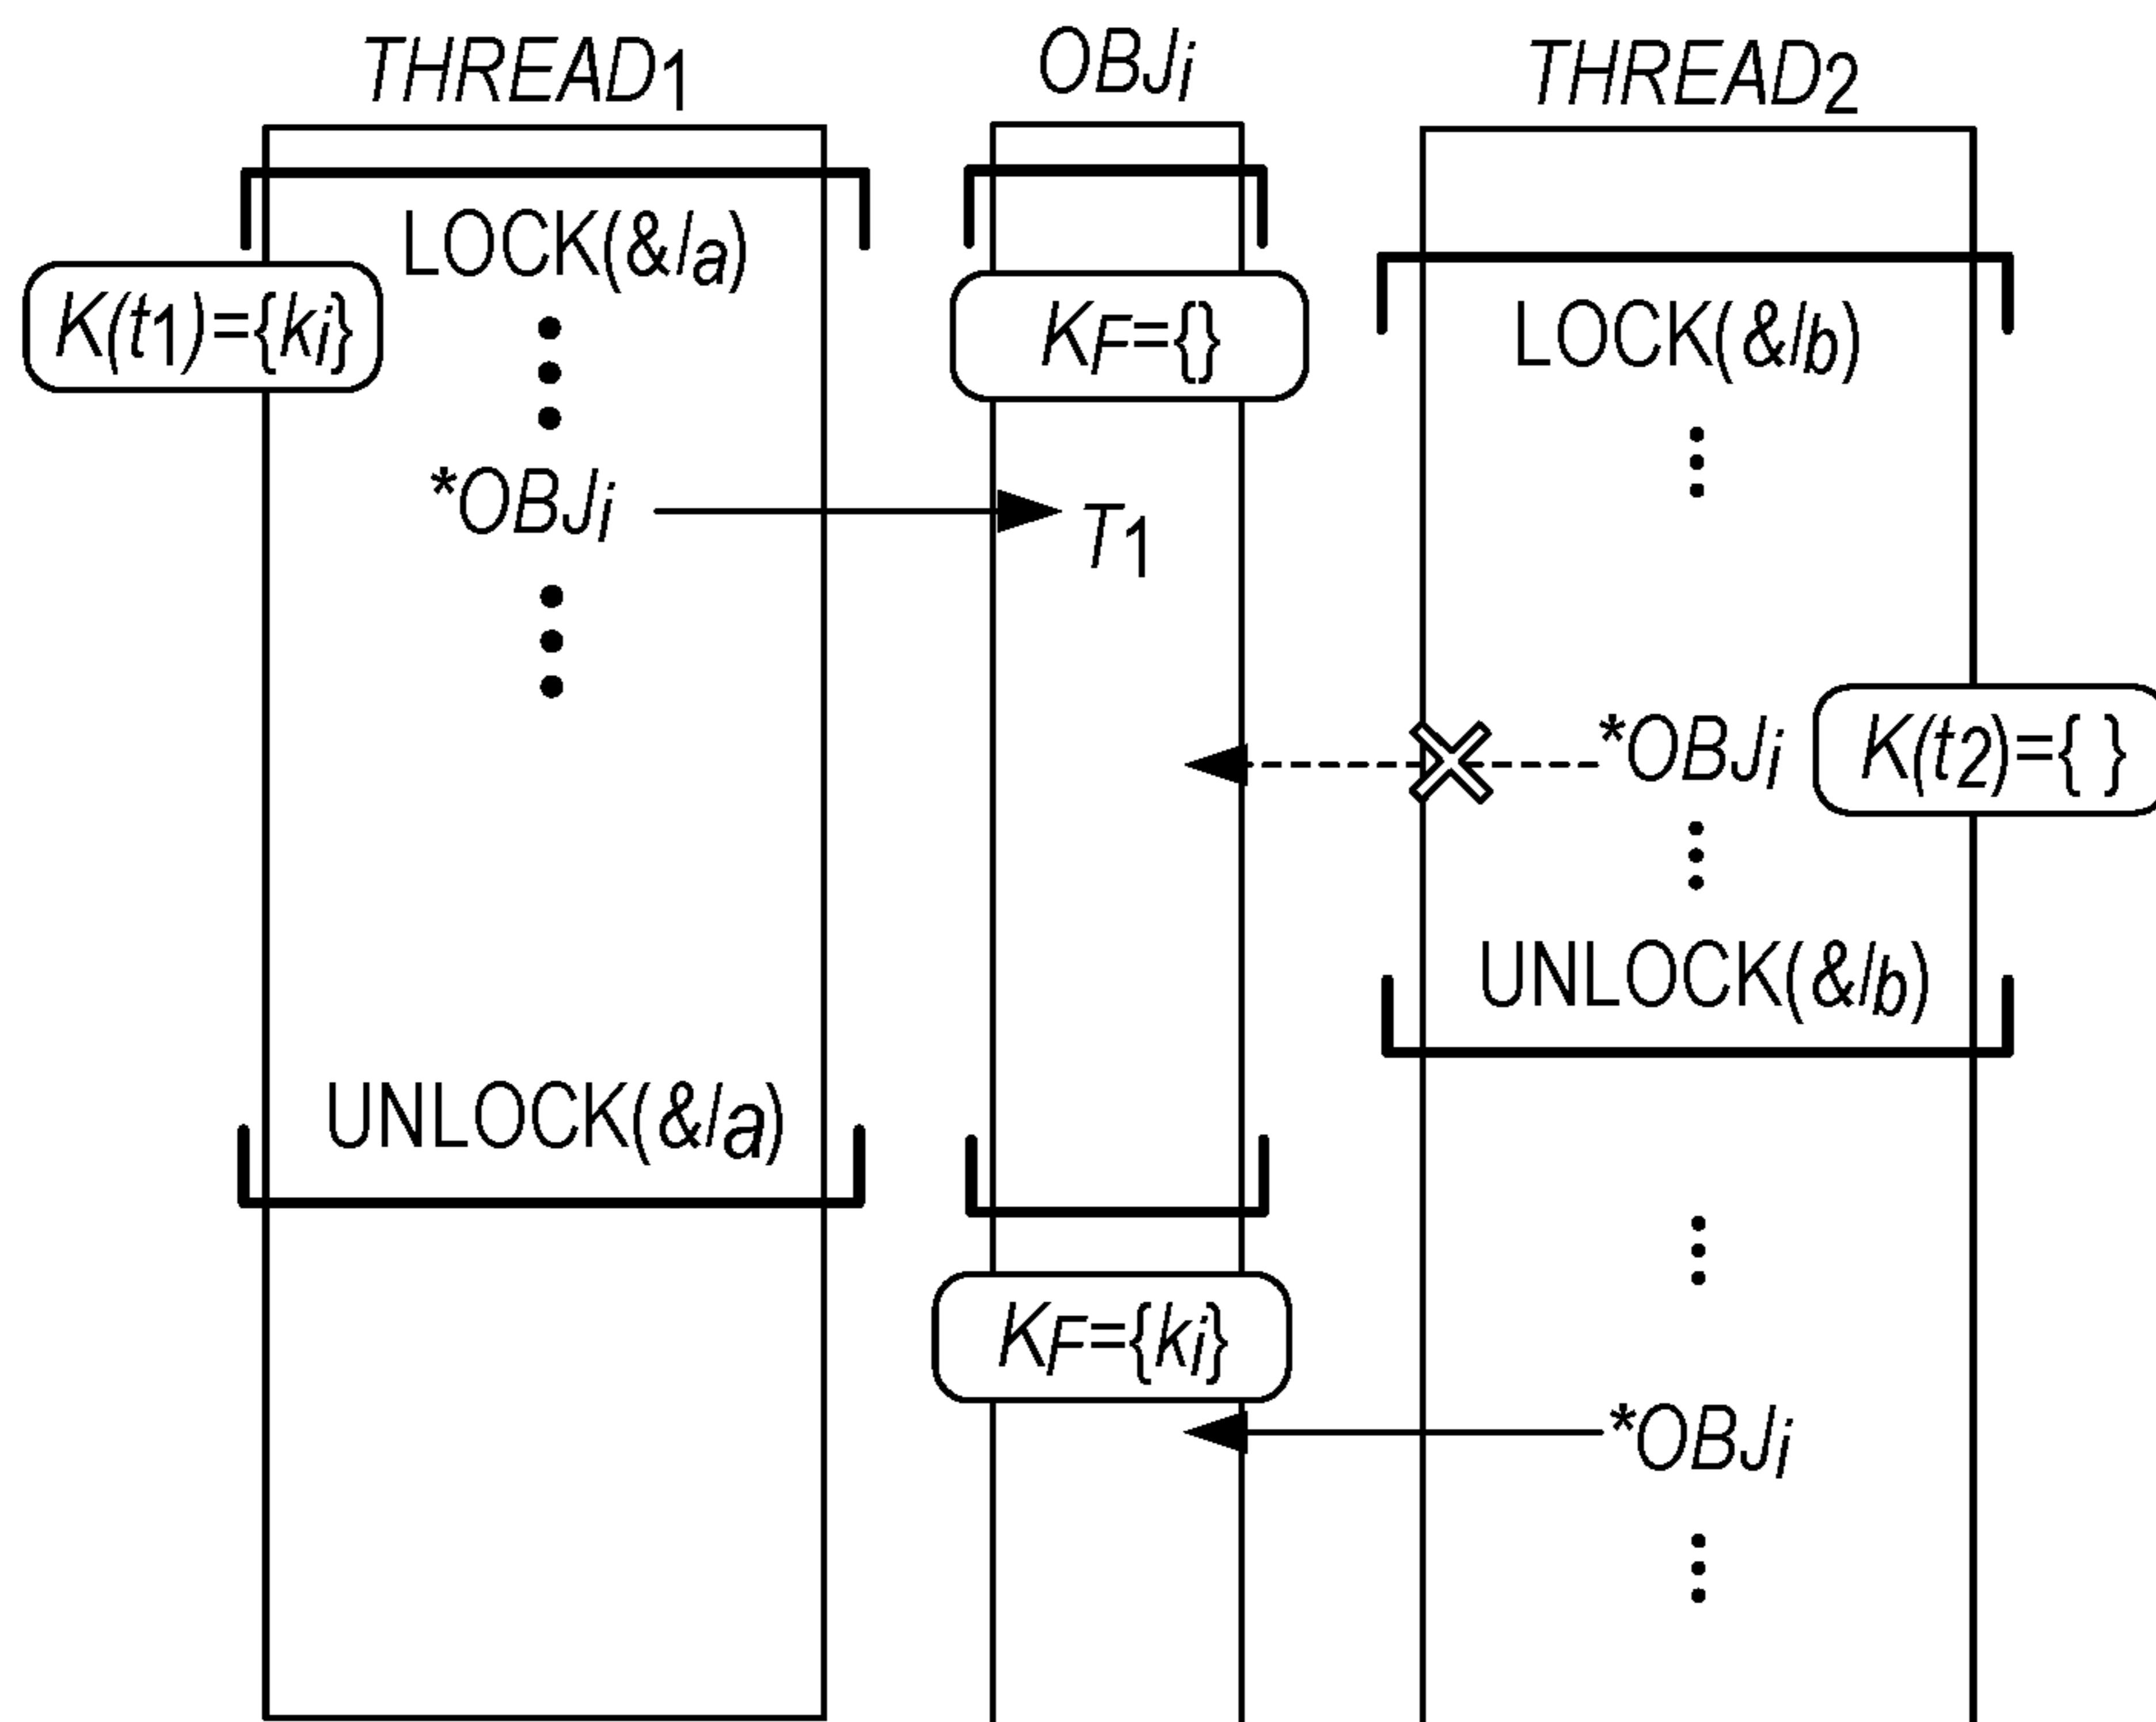 THREAD1
OBJi
THREAD2
LOCK(&la)
K(t1)={ki}
KF={}
LOCK(&lb)
*OBJi
T1
*OBJi
K(t2)={ }
UNLOCK(&lb)
UNLOCK(&la)
KF={ki}
*OBJi